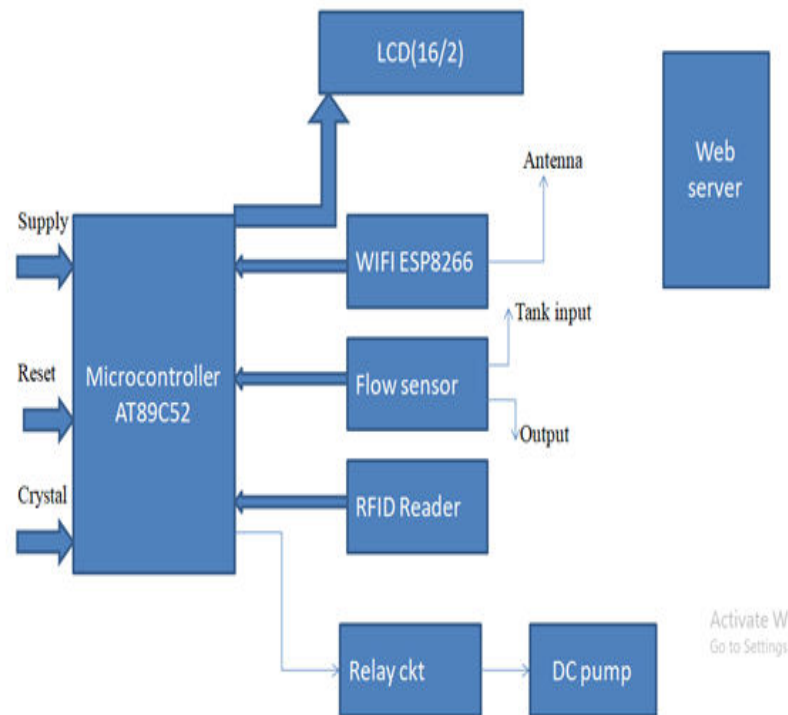 LCD(16/2)
Web
server
Antenna
Supply
WIFI ESP8266
Tank input
Reset
Microcontroller
AT89C52
Flow sensor
Output
Crystal
RFID Reader
Relay ckt
DC pump
Activate W
Go to Settings